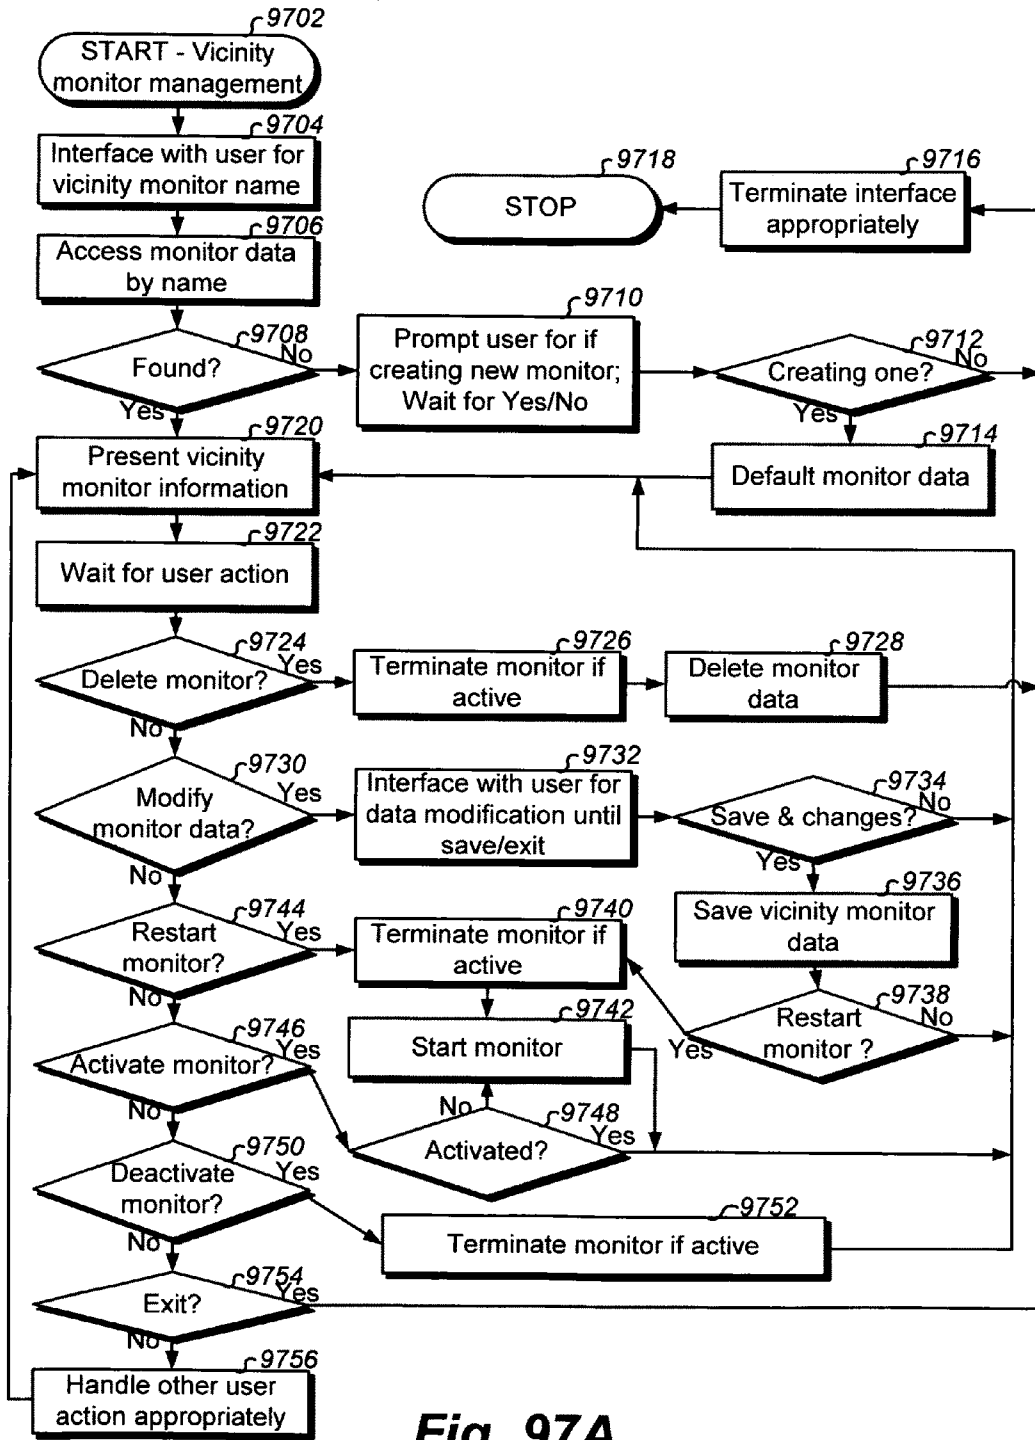 9702
START - Vicinity
monitor management
9704
Interface with user for
vicinity monitor name
9706
Access monitor data
by name
9708
Found?
No
Yes
9710
Prompt user for if
creating new monitor;
Wait for Yes/No
9712
Creating one?
No
Yes
9714
Default monitor data
9716
Terminate interface
appropriately
9718
STOP
9720
Present vicinity
monitor information
9722
Wait for user action
9724
Delete monitor?
Yes
No
9726
Terminate monitor if
active
9728
Delete monitor
data
9730
Modify
monitor data?
Yes
No
9732
Interface with user for
data modification until
save/exit
9734
Save & changes?
No
Yes
9736
Save vicinity monitor
data
9738
Restart
monitor ?
No
Yes
9744
Restart
monitor?
Yes
No
9740
Terminate monitor if
active
9742
Start monitor
9746
Activate monitor?
Yes
No
9748
Activated?
No
Yes
9750
Deactivate
monitor?
Yes
No
9752
Terminate monitor if active
9754
Exit?
Yes
No
9756
Handle other user
action appropriately
Fig. 97A